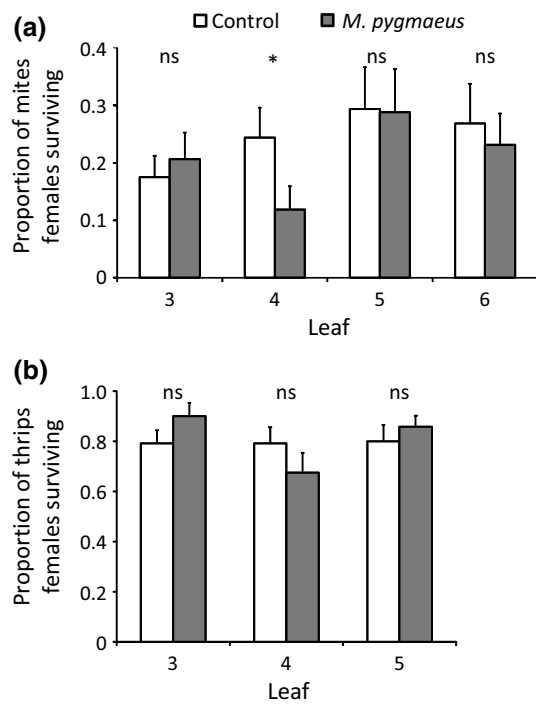 Control M. pygmaeus
(a)
Proportion of mites
females surviving
0.4
0.3
0.2
0.1
0
ns * ns ns
3 4 5 6
Leaf
(b)
Proportion of thrips
females surviving
1.0
0.8
0.6
0.4
0.2
0
ns ns ns
3 4 5
Leaf